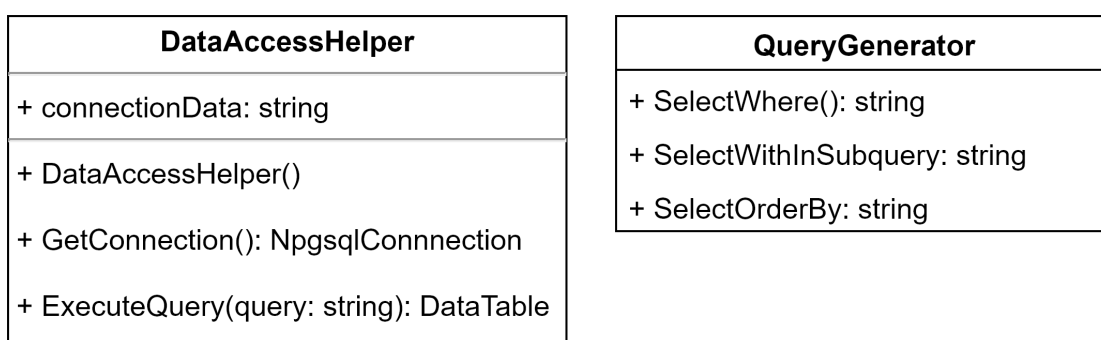 DataAccessHelper
+ connectionData: string
+ DataAccessHelper()
+ GetConnection(): NpgsqlConnnection
+ ExecuteQuery(query: string): DataTable
QueryGenerator
+ SelectWhere(): string
+ SelectWithInSubquery: string
+ SelectOrderBy: string